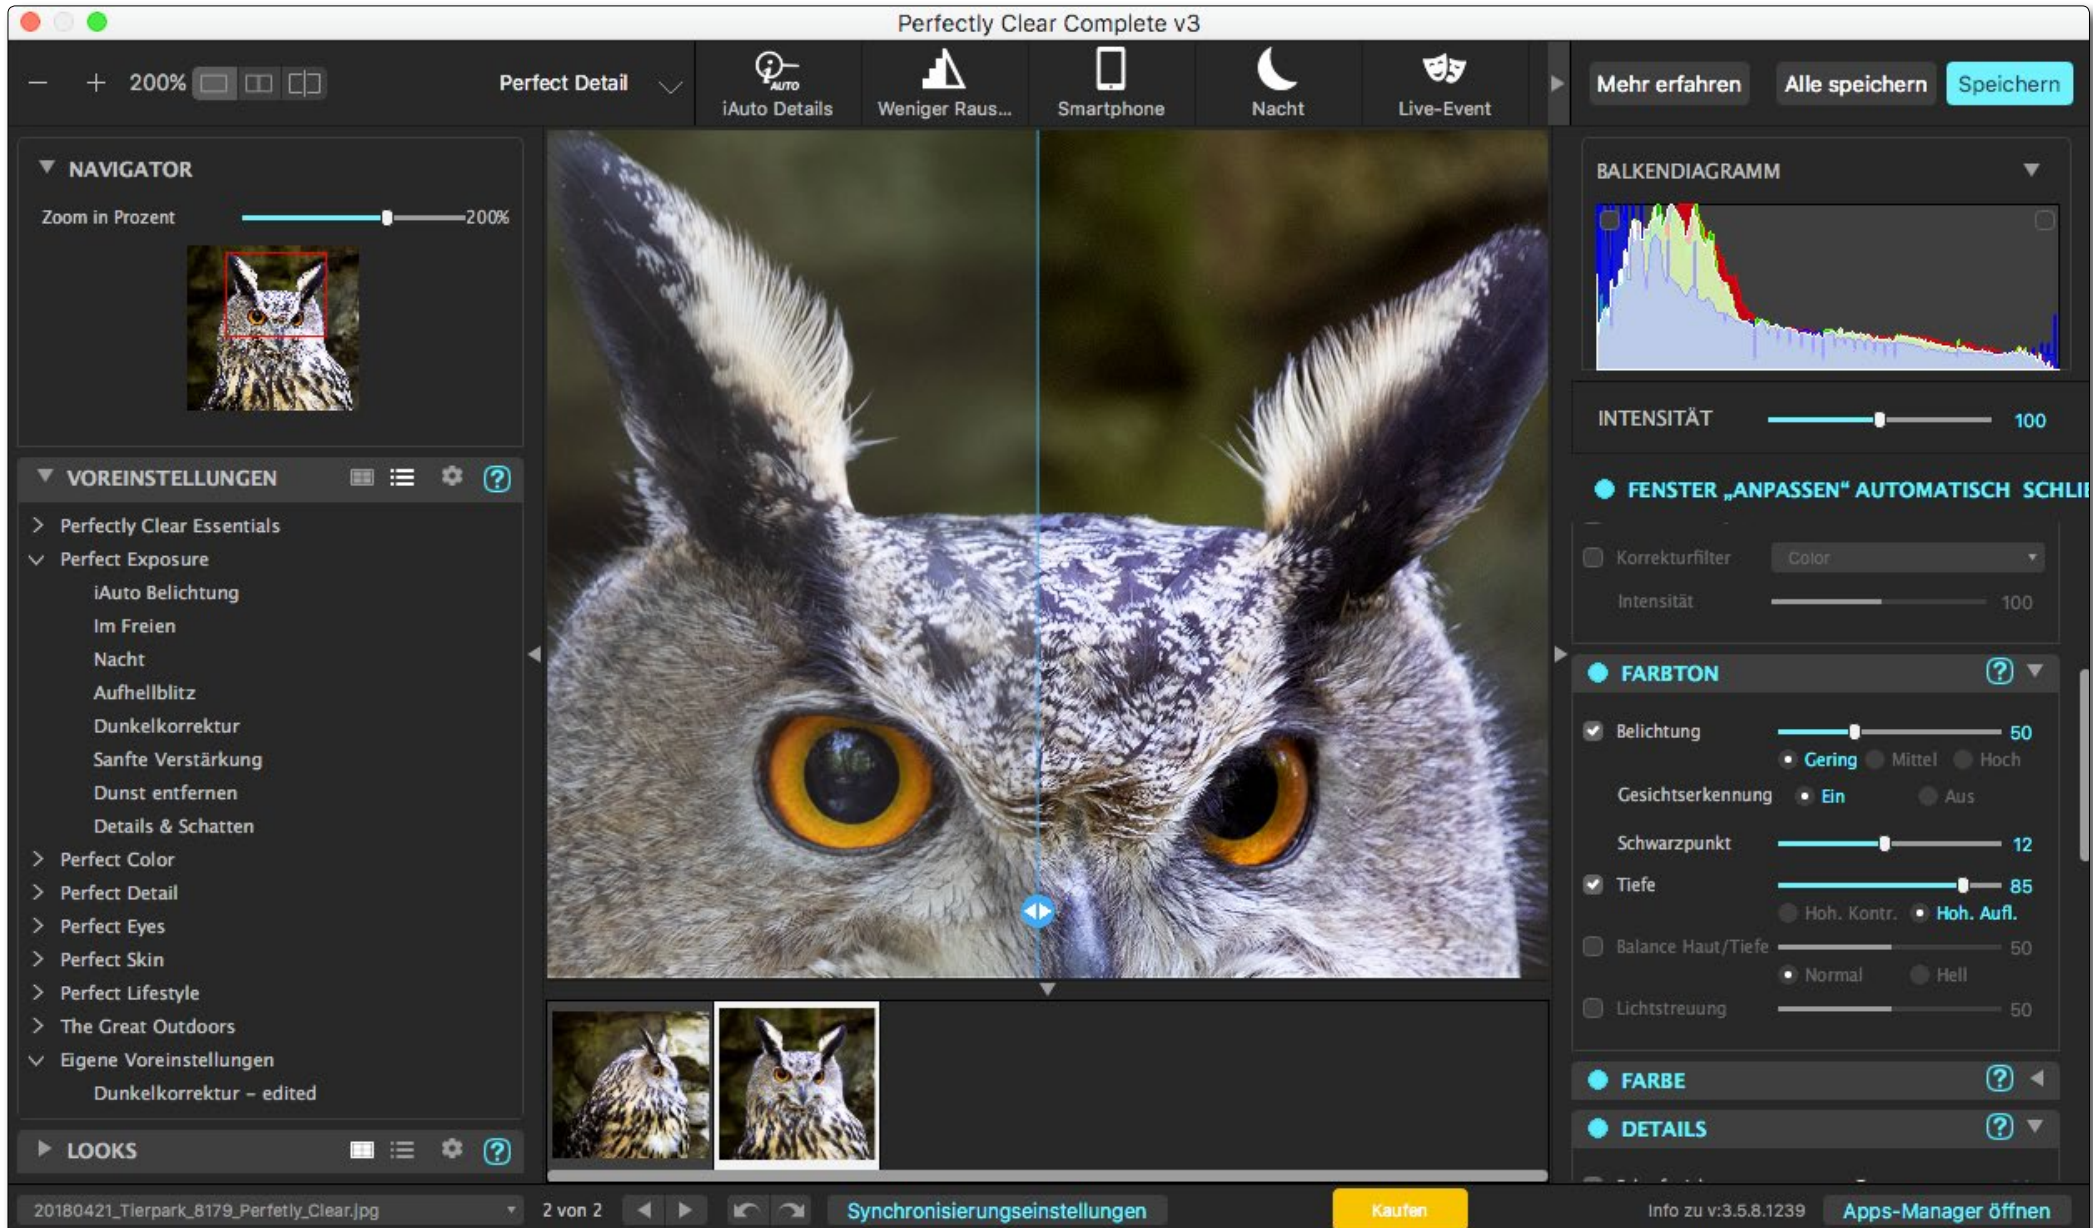 Perfectly Clear Complete v3
200%
Perfect Detail
AUTO
iAuto Details
Weniger Raus...
Smartphone
Nacht
Live-Event
Mehr erfahren
Alle speichern
Speichern
NAVIGATOR
Zoom in Prozent
200%
VOREINSTELLUNGEN
?
Perfectly Clear Essentials
Perfect Exposure
iAuto Belichtung
Im Freien
Nacht
Aufhellblitz
Dunkelkorrektur
Sanfte Verstärkung
Dunst entfernen
Details & Schatten
Perfect Color
Perfect Detail
Perfect Eyes
Perfect Skin
Perfect Lifestyle
The Great Outdoors
Eigene Voreinstellungen
Dunkelkorrektur – edited
LOOKS
?
BALKENDIAGRAMM
INTENSITÄT 100
FENSTER „ANPASSEN“ AUTOMATISCH SCHLIE
Korrekturfilter Color
Intensität 100
FARBTON ?
Belichtung 50
Gering Mittel Hoch
Gesichtserkennung Ein Aus
Schwarzpunkt 12
Tiefe 85
Hoh. Kontr. Hoh. Aufl.
Balance Haut/Tiefe 50
Normal Hell
Lichtstreuung 50
FARBE ?
DETAILS ?
20180421_Tierpark_8179_Perfetly_Clear.jpg
2 von 2
Synchronisierungseinstellungen
Kaufen
Info zu v:3.5.8.1239
Apps-Manager öffnen